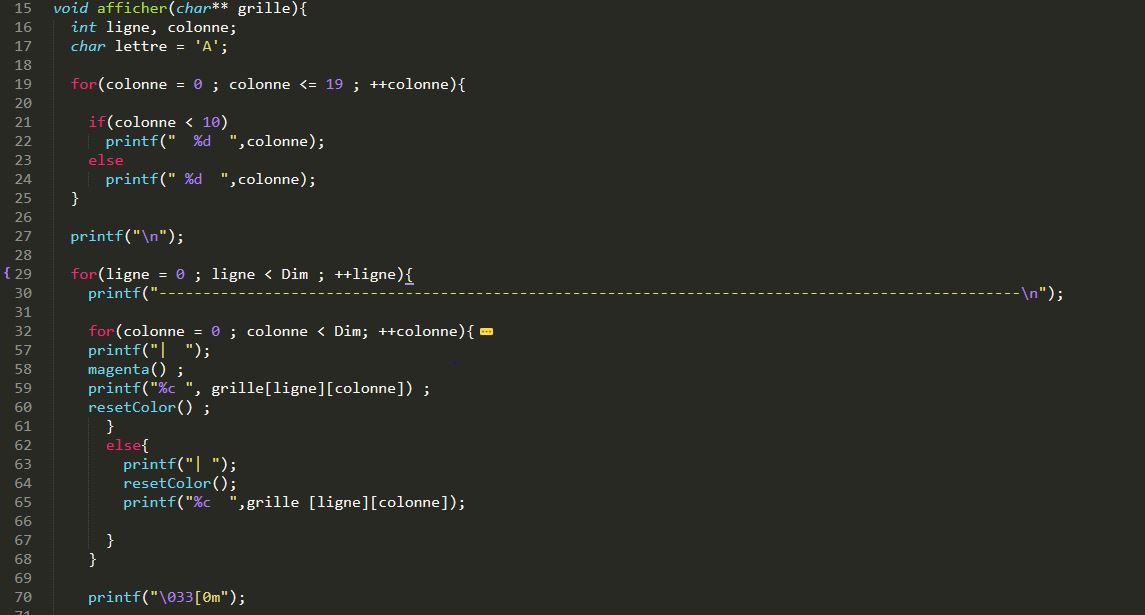 15 void afficher(char** grille){
16 int ligne, colonne;
17 char lettre = 'A';
18
19 for(colonne = 0 ; colonne <= 19 ; ++colonne){
20
21 if(colonne < 10)
22 printf("  %d  ",colonne);
23 else
24 printf(" %d  ",colonne);
25 }
26
27 printf("\n");
28
{ 29 for(ligne = 0 ; ligne < Dim ; ++ligne){
30 printf("--------------------------------------------------------------------------------------------------\n");
31
32 for(colonne = 0 ; colonne < Dim; ++colonne){
57 printf("|  ");
58 magenta() ;
59 printf("%c ", grille[ligne][colonne]) ;
60 resetColor() ;
61 }
62 else{
63 printf("| ");
64 resetColor();
65 printf("%c  ",grille [ligne][colonne]);
66
67 }
68 }
69
70 printf("\033[0m");
71